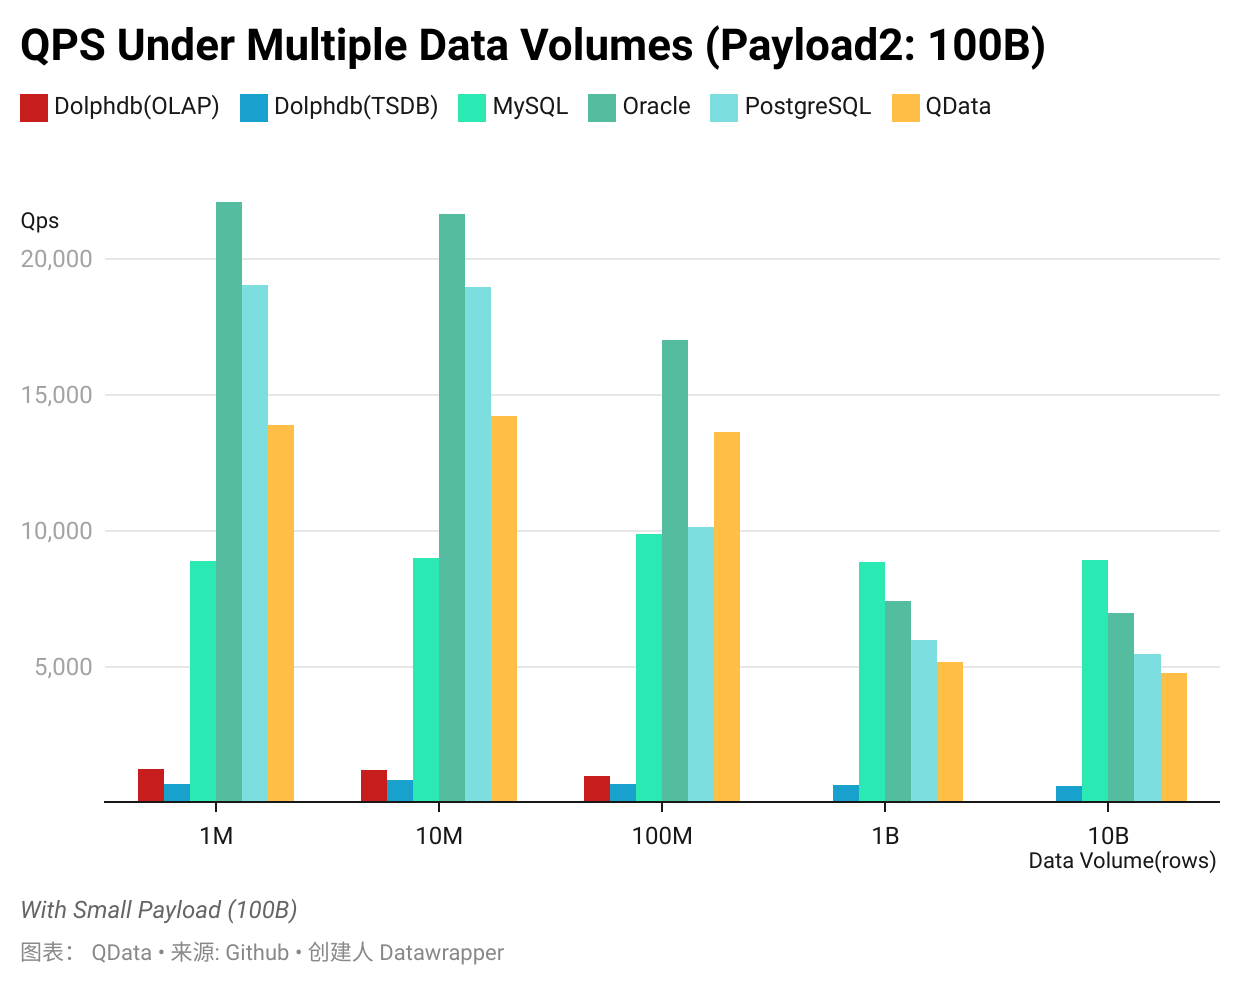 QPS Under Multiple Data Volumes (Payload2: 100B)
Dolphdb(OLAP) Dolphdb(TSDB) MySQL Oracle PostgreSQL QData
Qps
20,000
15,000
10,000
5,000
1M 10M 100M 1B 10B
Data Volume(rows)
With Small Payload (100B)
图表： QData • 来源: Github • 创建人 Datawrapper